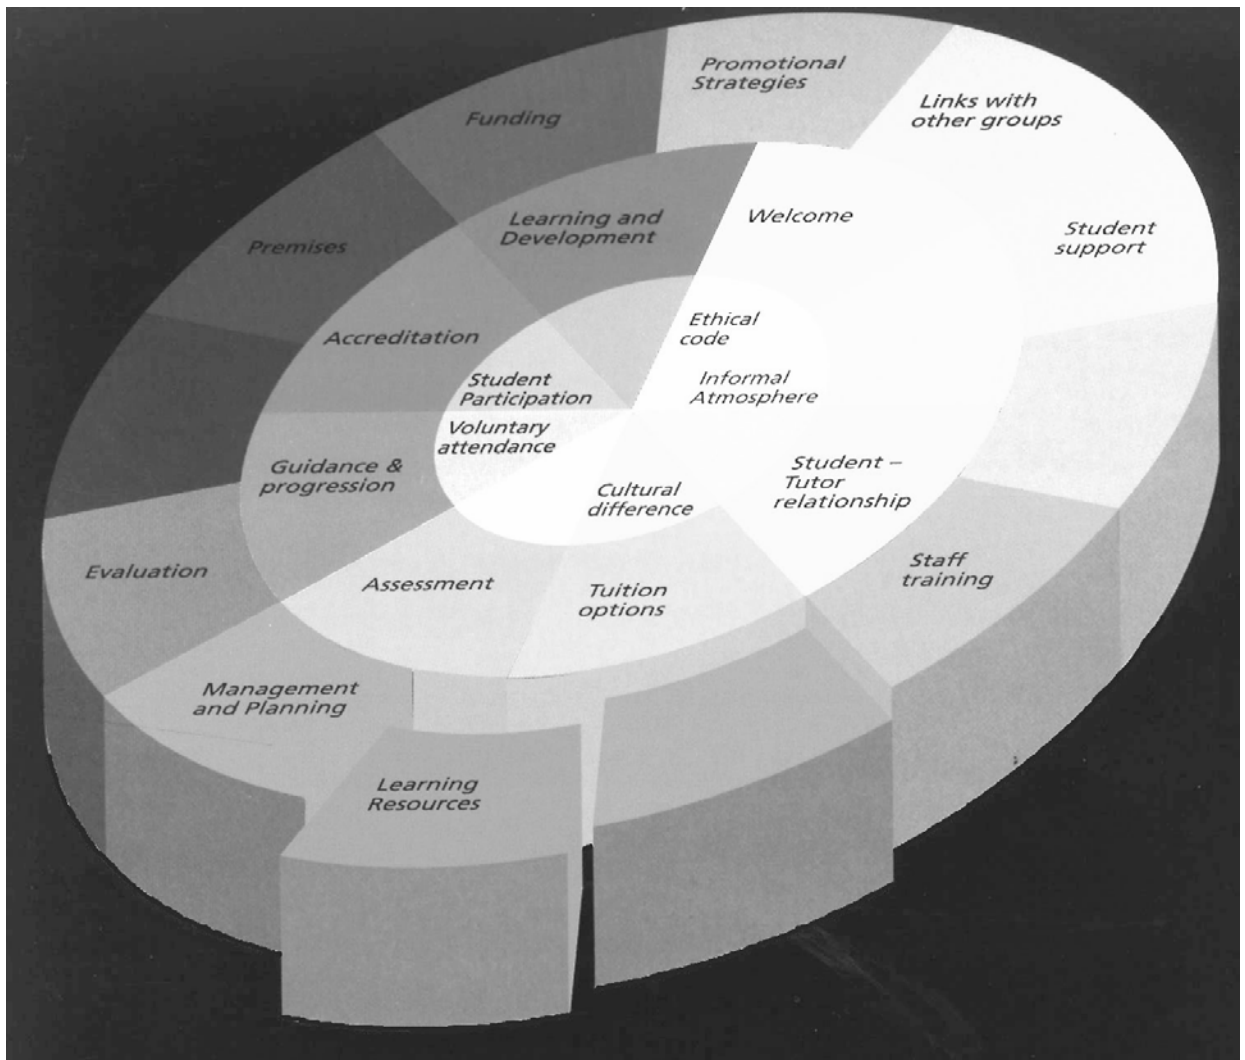 Promotional
Strategies
Links with
other groups
Funding
Learning and
Development
Welcome
Student
support
Premises
Accreditation
Ethical
code
Student
Participation
Informal
Atmosphere
Voluntary
attendance
Guidance &
progression
Cultural
difference
Student –
Tutor
relationship
Evaluation
Assessment
Tuition
options
Staff
training
Management
and Planning
Learning
Resources